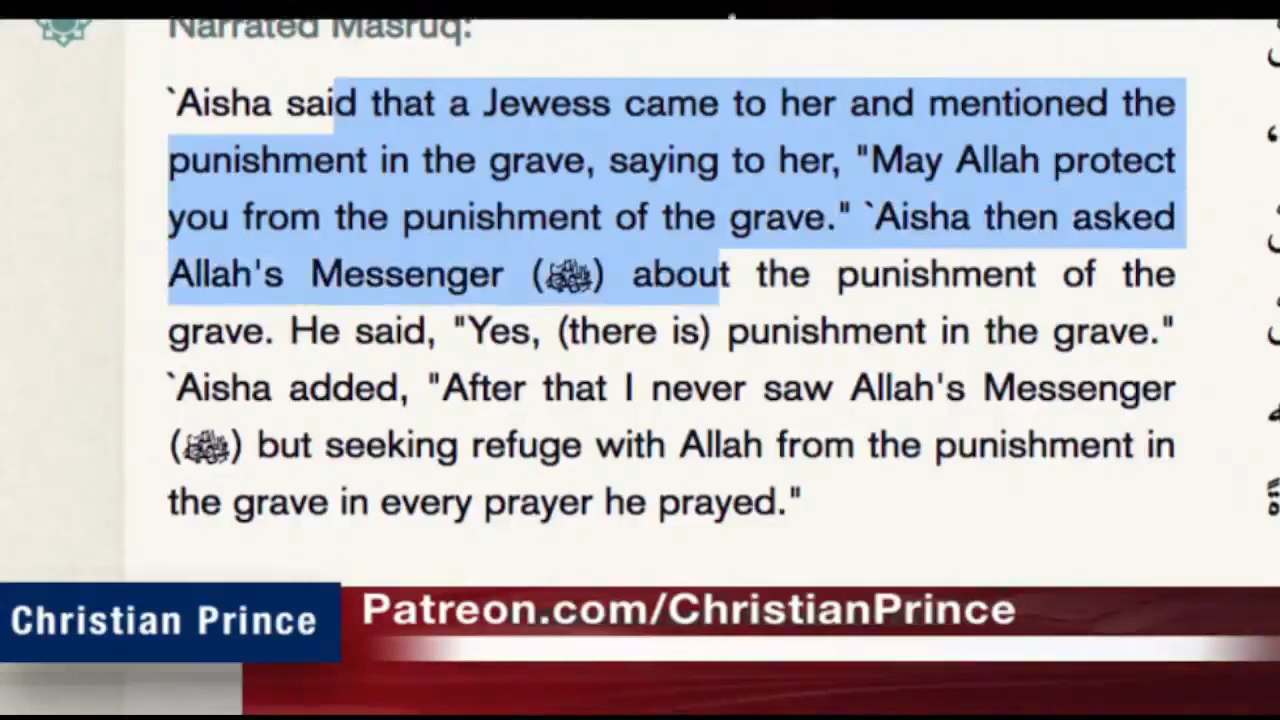 Narrated Masruq:
`Aisha said that a Jewess came to her and mentioned the
punishment in the grave, saying to her, "May Allah protect
you from the punishment of the grave." `Aisha then asked
Allah's Messenger (ﷺ) about the punishment of the
grave. He said, "Yes, (there is) punishment in the grave."
`Aisha added, "After that I never saw Allah's Messenger
(ﷺ) but seeking refuge with Allah from the punishment in
the grave in every prayer he prayed."
Christian Prince
Patreon.com/ChristianPrince